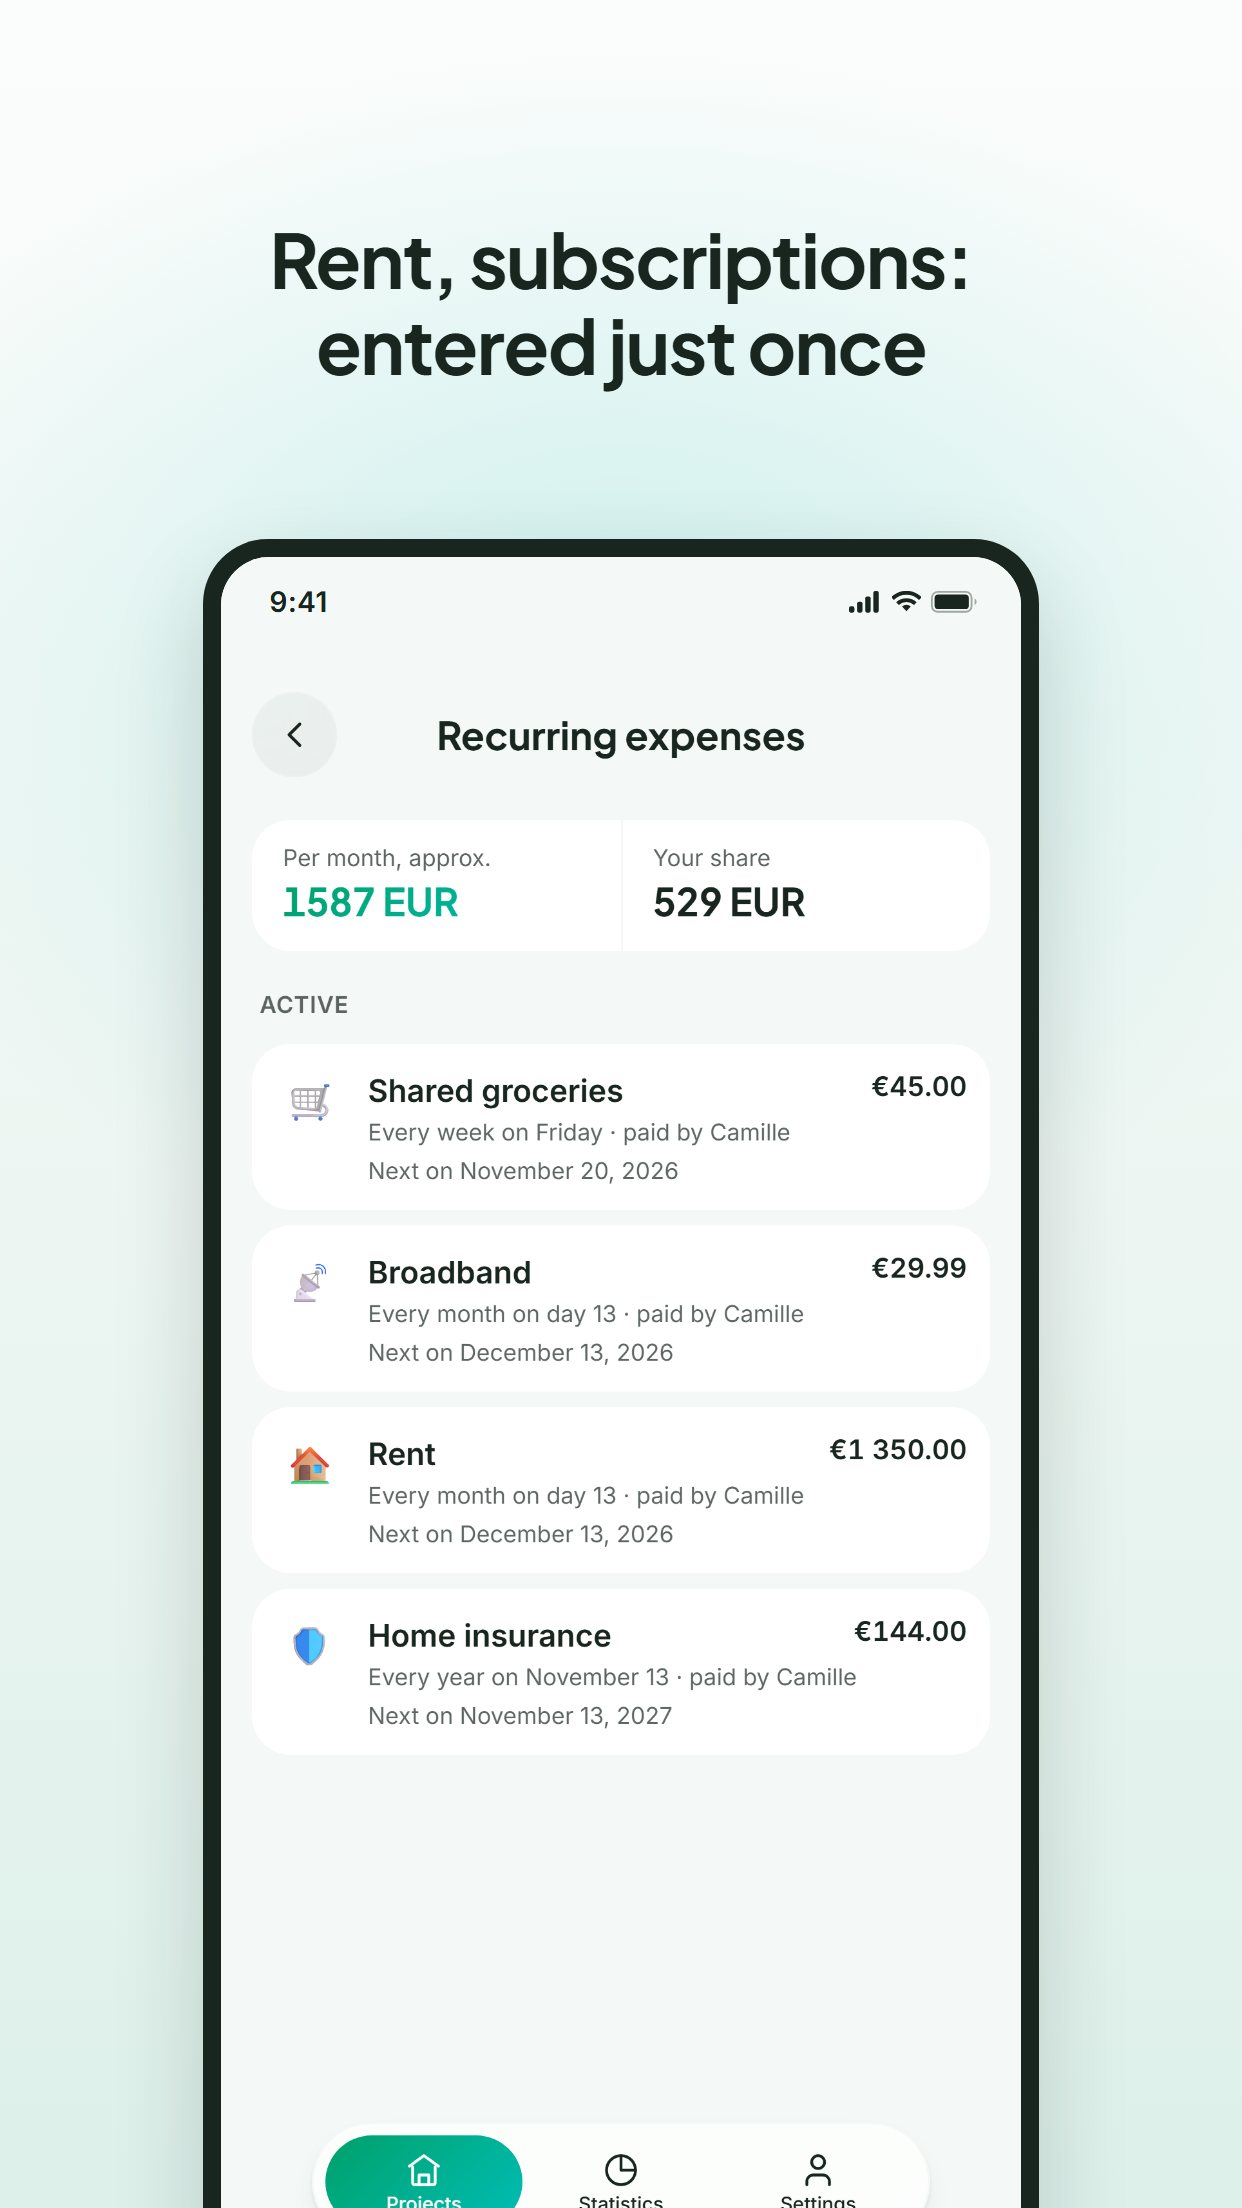 Rent, subscriptions:
entered just once
9:41
Recurring expenses
Per month, approx.
1587 EUR
Your share
529 EUR
ACTIVE
Shared groceries
€45.00
Every week on Friday · paid by Camille
Next on November 20, 2026
Broadband
€29.99
Every month on day 13 · paid by Camille
Next on December 13, 2026
Rent
€1 350.00
Every month on day 13 · paid by Camille
Next on December 13, 2026
Home insurance
€144.00
Every year on November 13 · paid by Camille
Next on November 13, 2027
Projects
Statistics
Settings